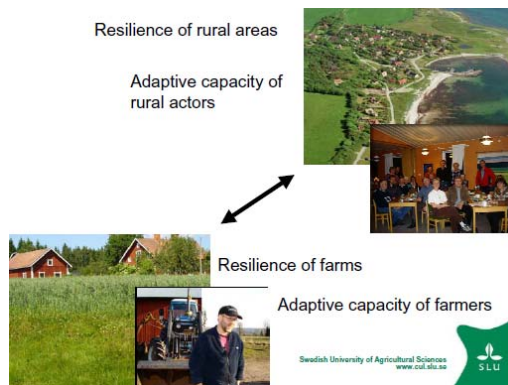 Resilience of rural areas
Adaptive capacity of
rural actors
Resilience of farms
Adaptive capacity of farmers
Swedish University of Agricultural Sciences
www.cul.slu.se
SLU